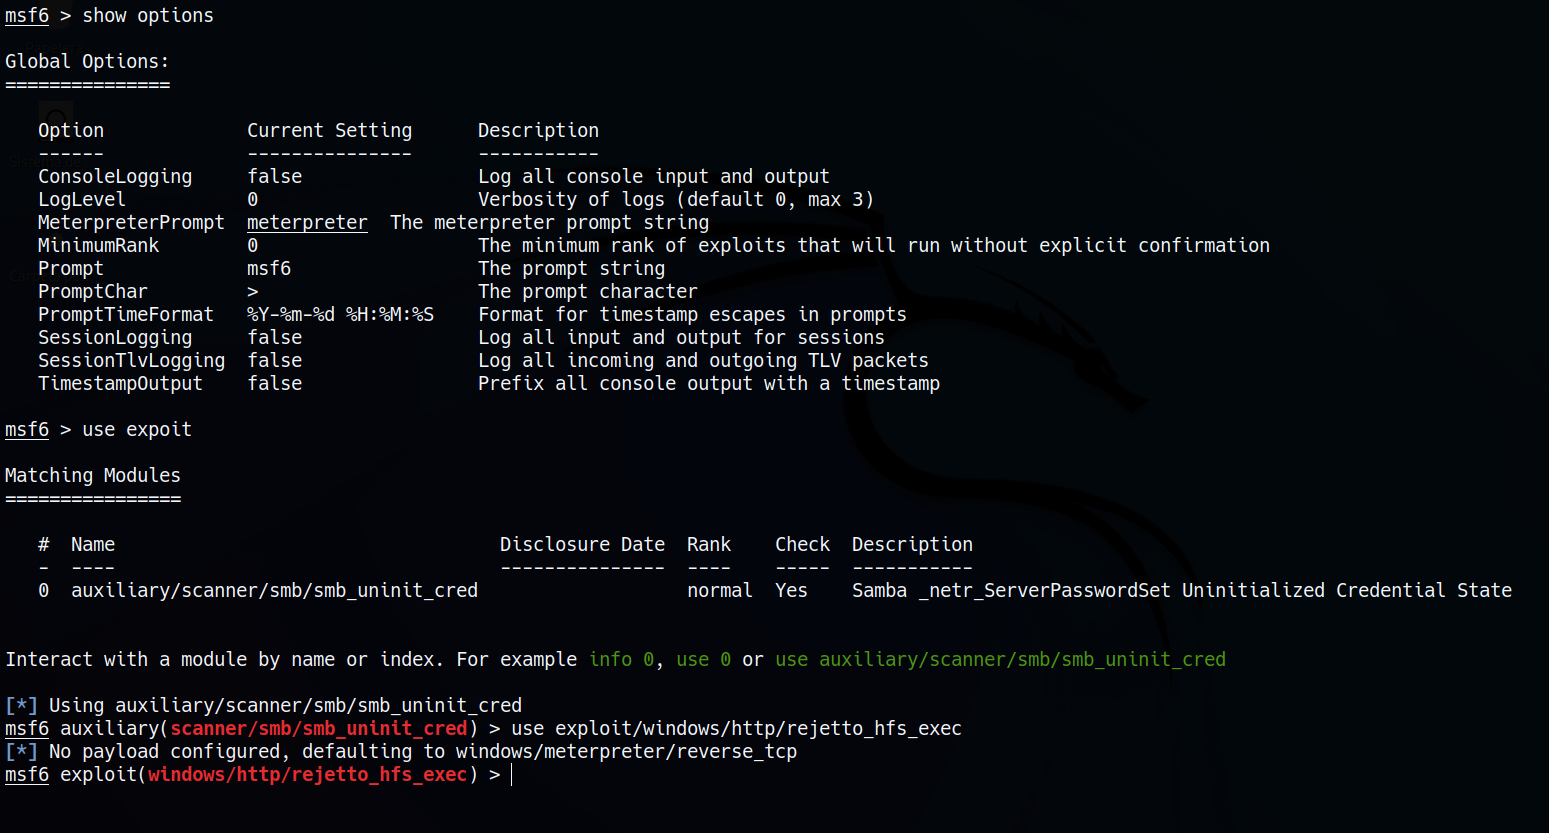 msf6 > show options
Global Options:
===============
Option Current Setting Description
------ --------------- -----------
ConsoleLogging false Log all console input and output
LogLevel 0 Verbosity of logs (default 0, max 3)
MeterpreterPrompt meterpreter The meterpreter prompt string
MinimumRank 0 The minimum rank of exploits that will run without explicit confirmation
Prompt msf6 The prompt string
PromptChar > The prompt character
PromptTimeFormat %Y-%m-%d %H:%M:%S Format for timestamp escapes in prompts
SessionLogging false Log all input and output for sessions
SessionTlvLogging false Log all incoming and outgoing TLV packets
TimestampOutput false Prefix all console output with a timestamp
msf6 > use expoit
Matching Modules
================
# Name Disclosure Date Rank Check Description
- ---- --------------- ---- ----- -----------
0 auxiliary/scanner/smb/smb_uninit_cred normal Yes Samba _netr_ServerPasswordSet Uninitialized Credential State
Interact with a module by name or index. For example info 0, use 0 or use auxiliary/scanner/smb/smb_uninit_cred
[*] Using auxiliary/scanner/smb/smb_uninit_cred
msf6 auxiliary(scanner/smb/smb_uninit_cred) > use exploit/windows/http/rejetto_hfs_exec
[*] No payload configured, defaulting to windows/meterpreter/reverse_tcp
msf6 exploit(windows/http/rejetto_hfs_exec) >